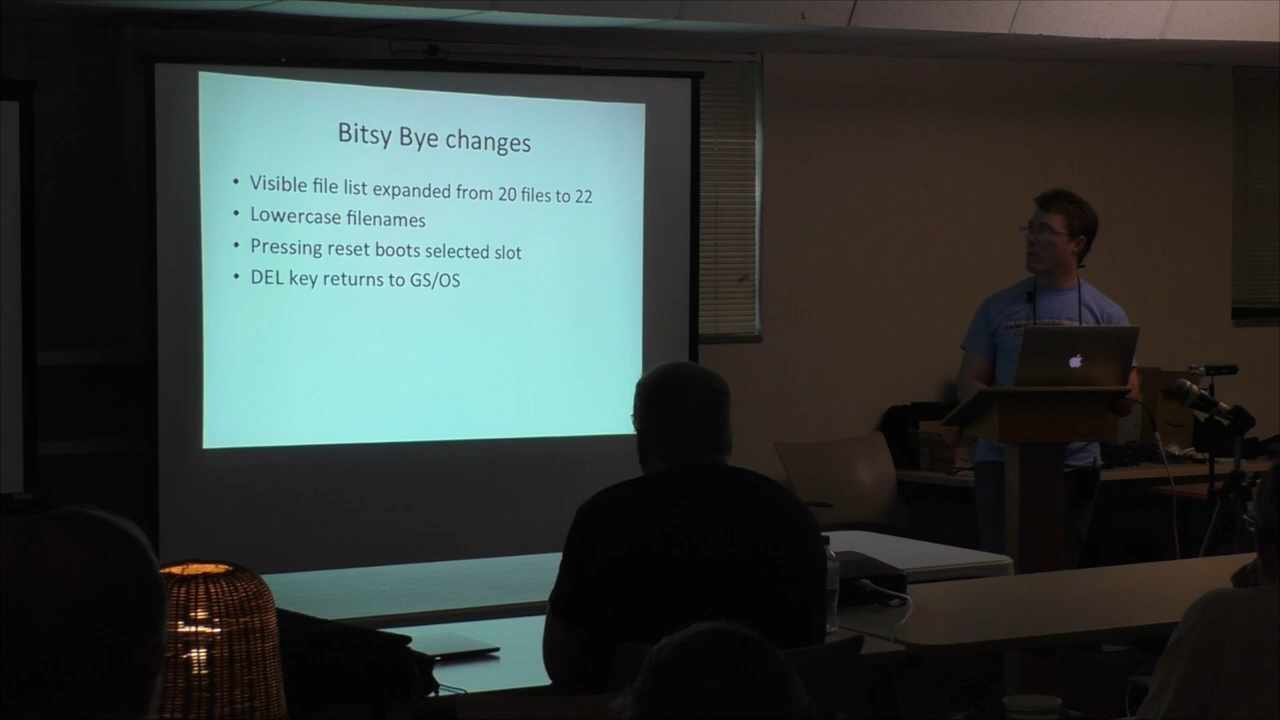 Bitsy Bye changes
• Visible file list expanded from 20 files to 22
• Lowercase filenames
• Pressing reset boots selected slot
• DEL key returns to GS/OS